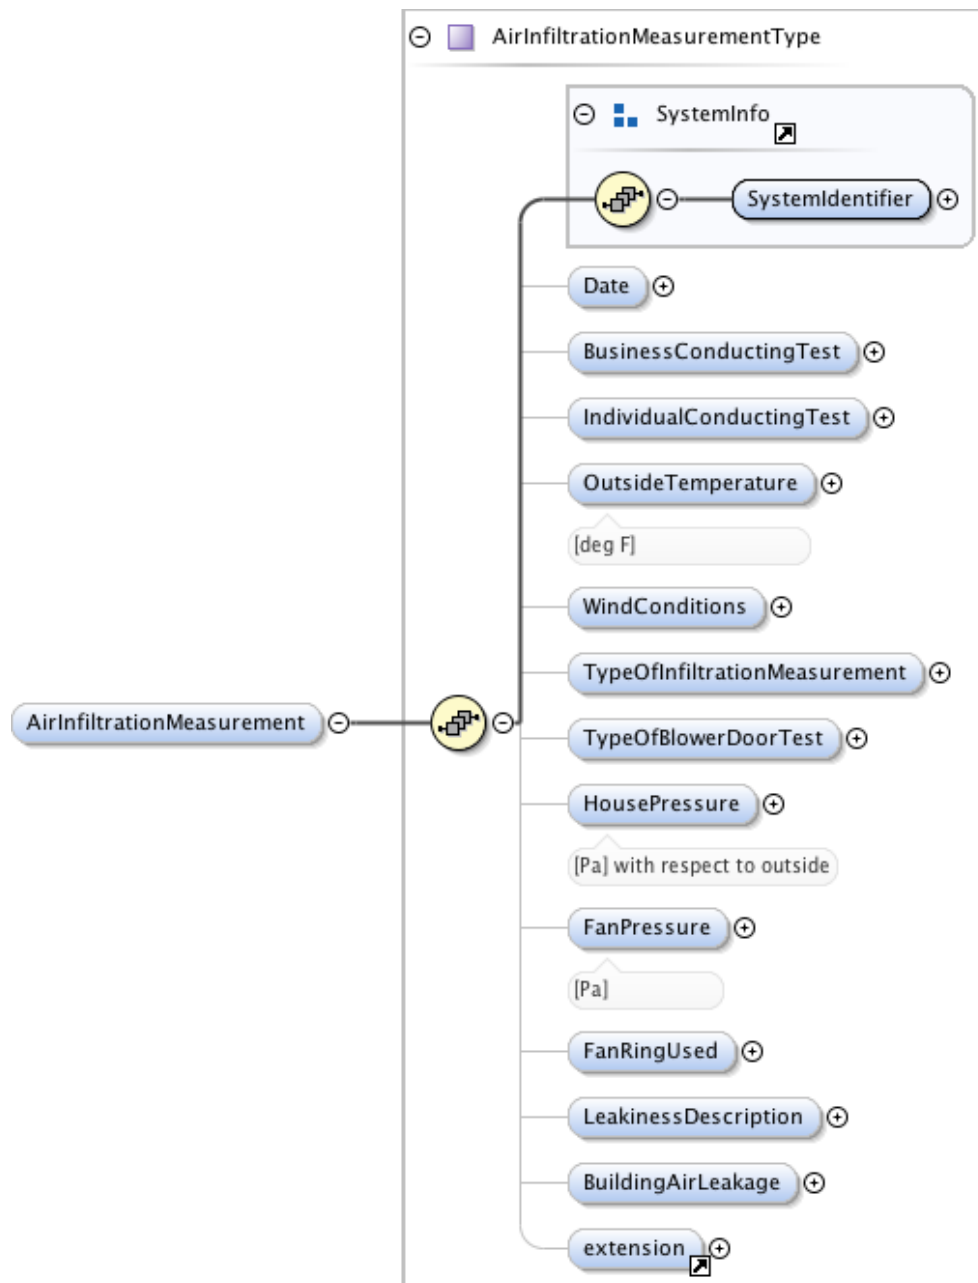 AirInfiltrationMeasurementType
SystemInfo
SystemIdentifier
Date
BusinessConductingTest
IndividualConductingTest
OutsideTemperature
[deg F]
WindConditions
TypeOfInfiltrationMeasurement
AirInfiltrationMeasurement
TypeOfBlowerDoorTest
HousePressure
[Pa] with respect to outside
FanPressure
[Pa]
FanRingUsed
LeakinessDescription
BuildingAirLeakage
extension